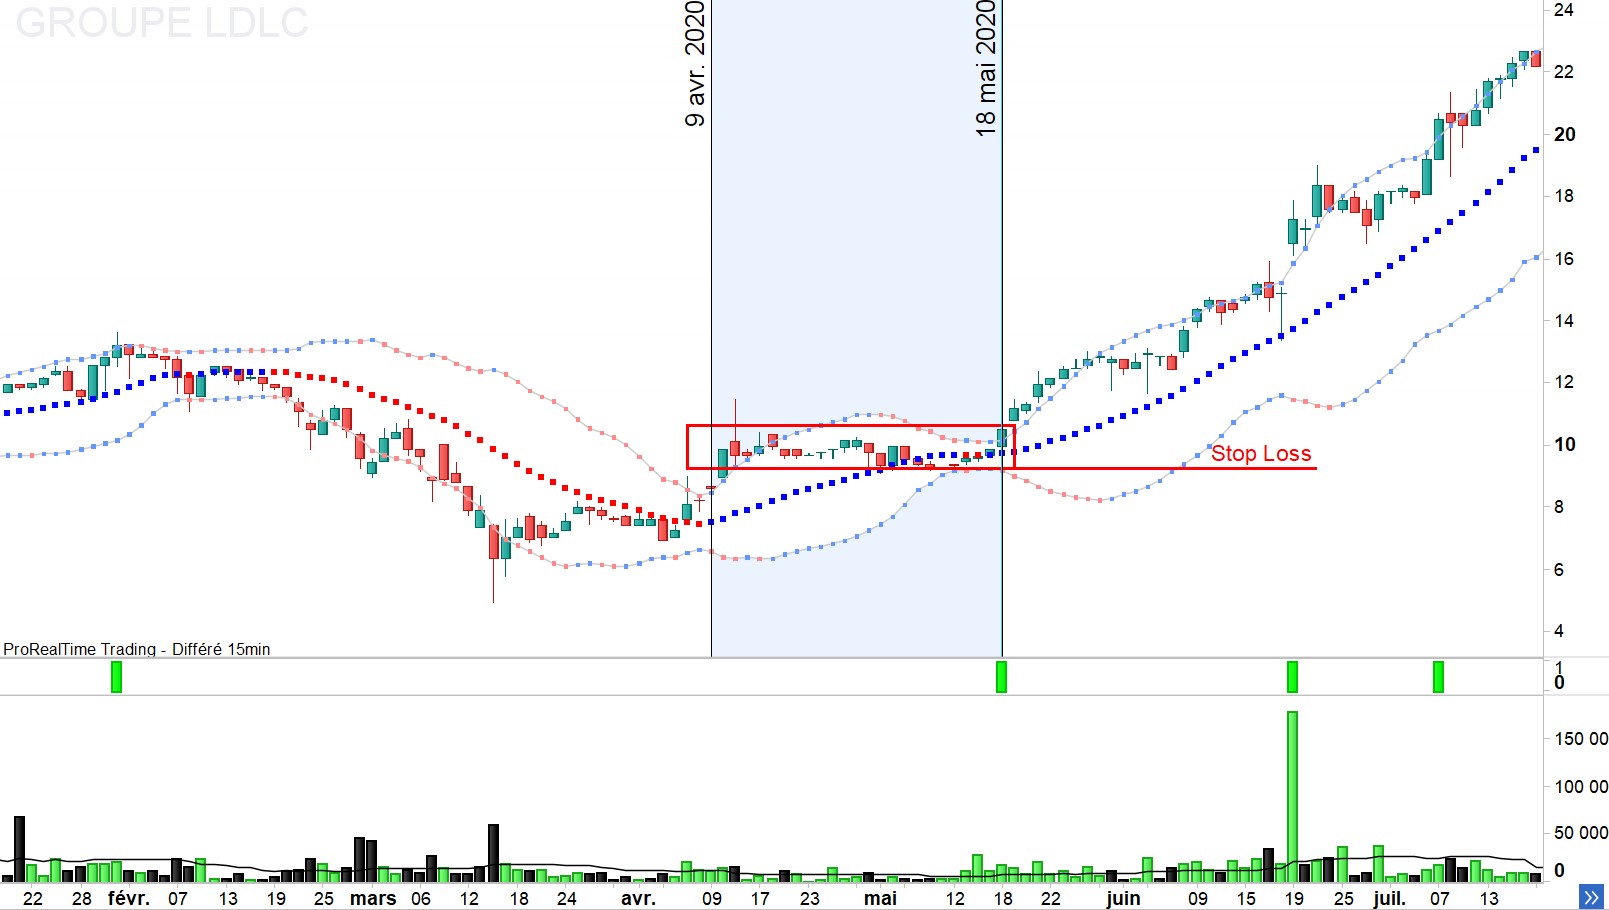 GROUPE LDLC
9 avr. 2020
18 mai 2020
24
22
20
18
16
14
12
10
8
6
4
Stop Loss
ProRealTime Trading - Différé 15min
1
0
150 00
100 00
50 000
0
22 28 févr. 07 13 19 25 mars 06 12 18 24 avr. 09 17 23 mai 12 18 22 juin 09 15 19 25 juil. 07 13